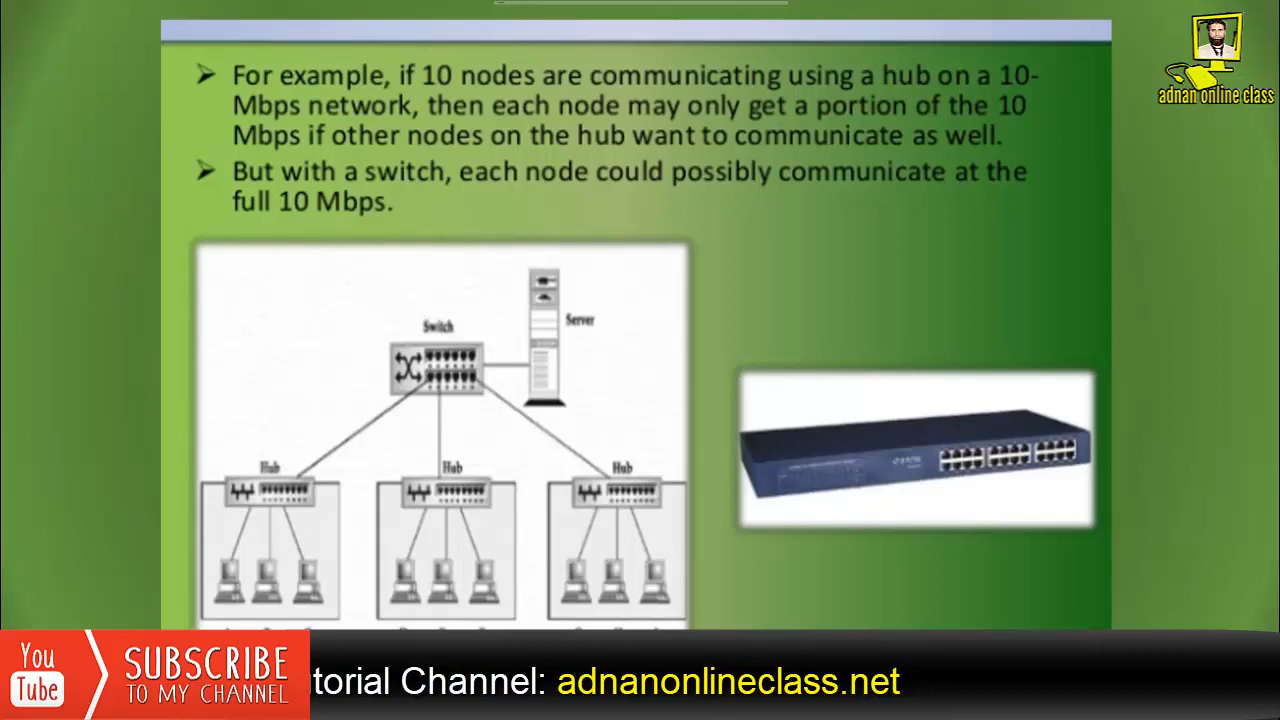 adnan online class
➢ For example, if 10 nodes are communicating using a hub on a 10-
Mbps network, then each node may only get a portion of the 10
Mbps if other nodes on the hub want to communicate as well.
➢ But with a switch, each node could possibly communicate at the
full 10 Mbps.
Switch
Server
Hub Hub Hub
You
Tube
SUBSCRIBE
TO MY CHANNEL
utorial Channel: adnanonlineclass.net